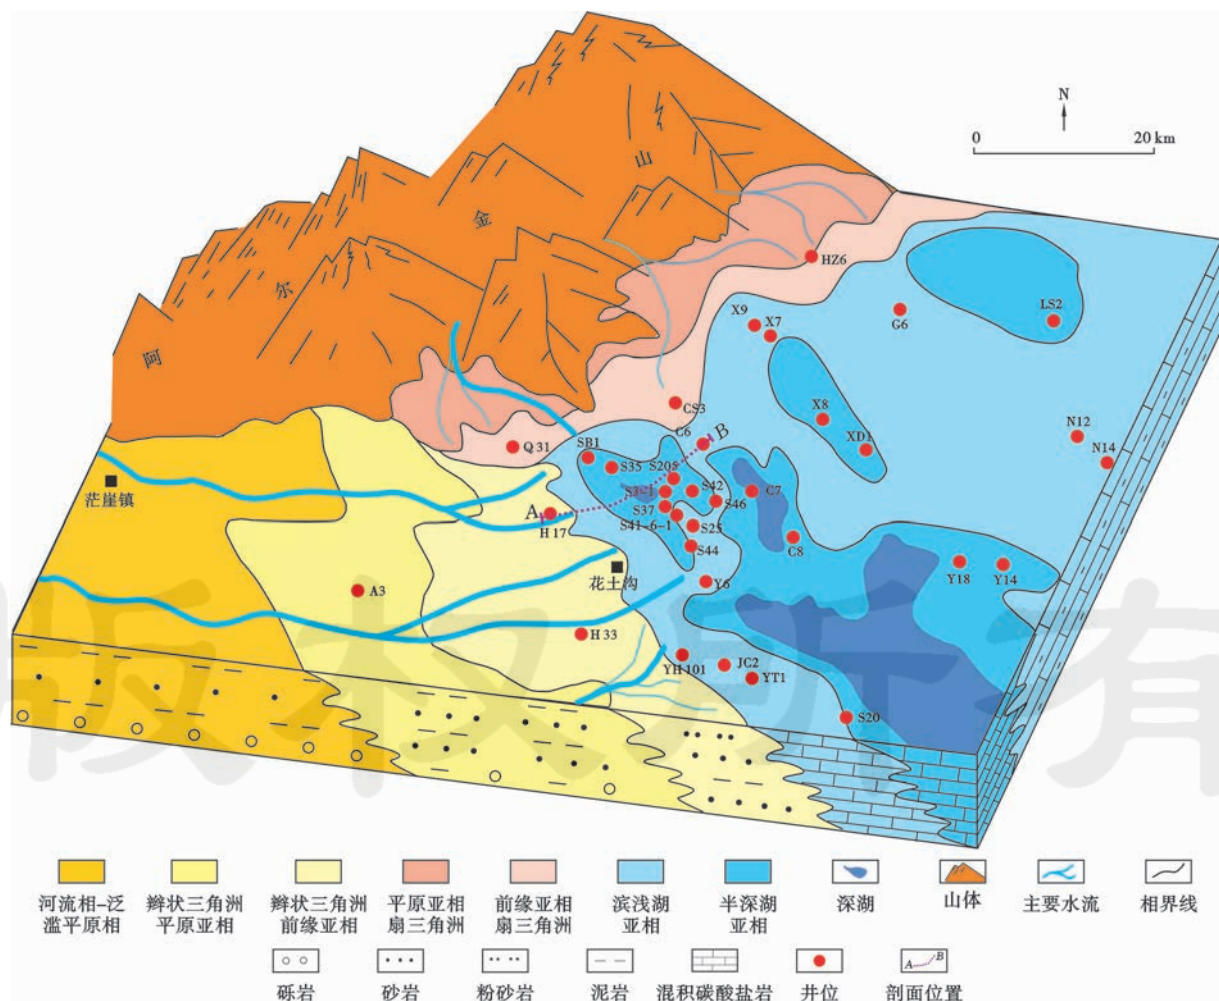 N
0
20 km
山
金
尔
阿
HZ6
LS2
G6
X9
X7
X8
XD1
N12
N14
CS3
C6
B
Q 31
SB1
S35
S205
S42
S3-1
C7
S46
S37
A
H 17
S41-6-1
S25
S44
C8
茫崖镇
花土沟
Y6
Y18
Y14
A3
H 33
YH 101
JC2
YT1
S20
版权所有
河流相-泛
滥平原相
辫状三角洲
平原亚相
辫状三角洲
前缘亚相
平原亚相
扇三角洲
前缘亚相
扇三角洲
滨浅湖
亚相
半深湖
亚相
深湖
山体
主要水流
相界线
A
B
砾岩
砂岩
粉砂岩
泥岩
混积碳酸盐岩
井位
剖面位置